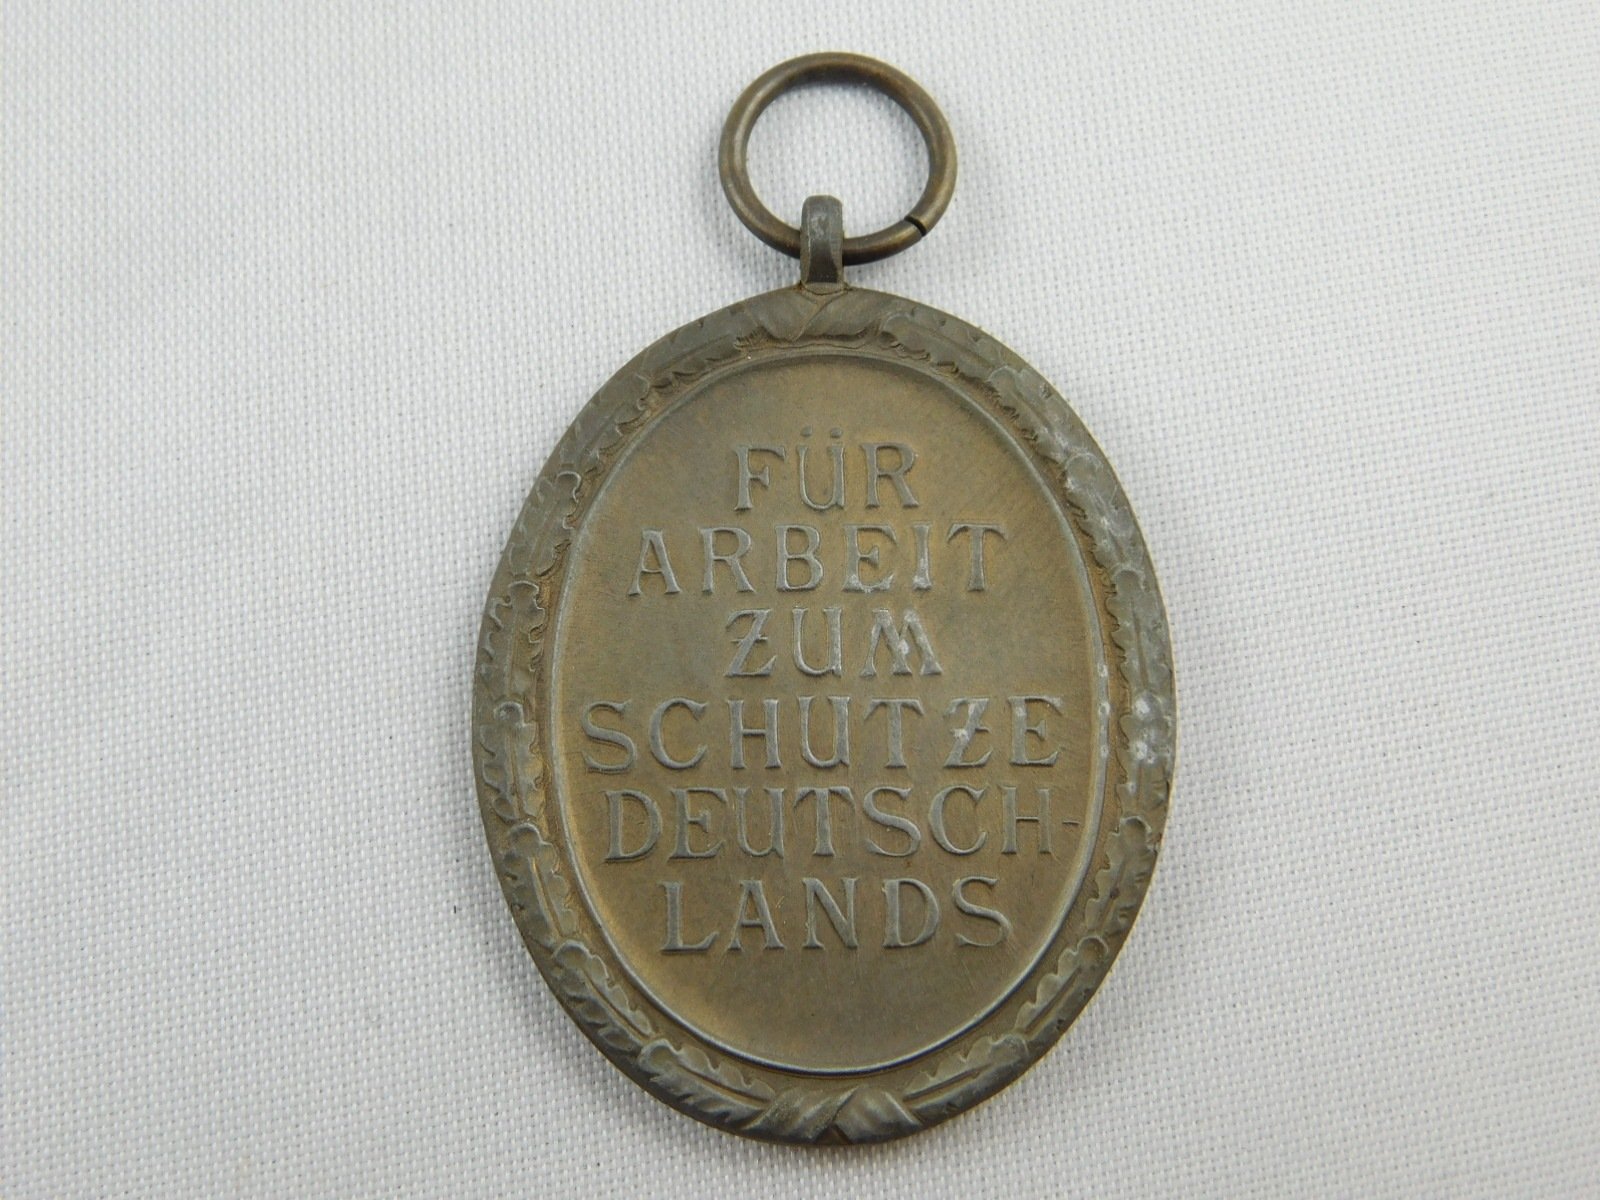 FÜR
ARBEIT
ZUM
SCHUTZE
DEUTSCH-
LANDS